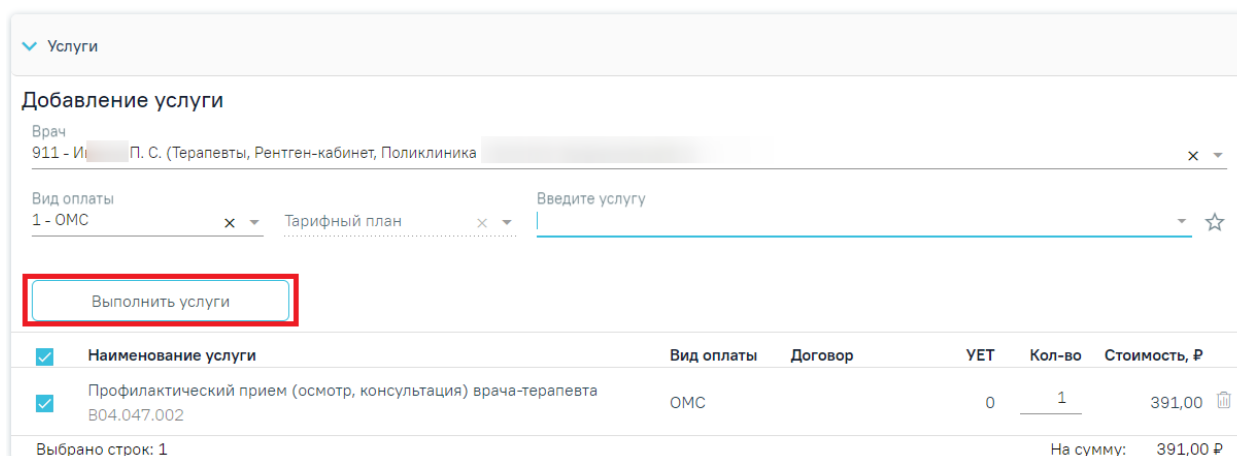 Услуги
Добавление услуги
Врач
911 - И П. С. (Терапевты, Рентген-кабинет, Поликлиника
Вид оплаты
1 - ОМС
Тарифный план
Введите услугу
Выполнить услуги
Наименование услуги Вид оплаты Договор УЕТ Кол-во Стоимость, ₽
Профилактический прием (осмотр, консультация) врача-терапевта
B04.047.002
ОМС 0 1 391,00
Выбрано строк: 1 На сумму: 391,00 ₽